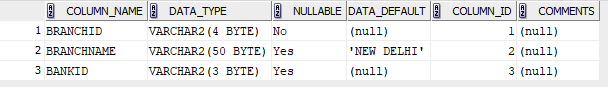 COLUMN_NAME DATA_TYPE NULLABLE DATA_DEFAULT COLUMN_ID COMMENTS
1 BRANCHID VARCHAR2(4 BYTE) No (null) 1 (null)
2 BRANCHNAME VARCHAR2(50 BYTE) Yes 'NEW DELHI' 2 (null)
3 BANKID VARCHAR2(3 BYTE) Yes (null) 3 (null)